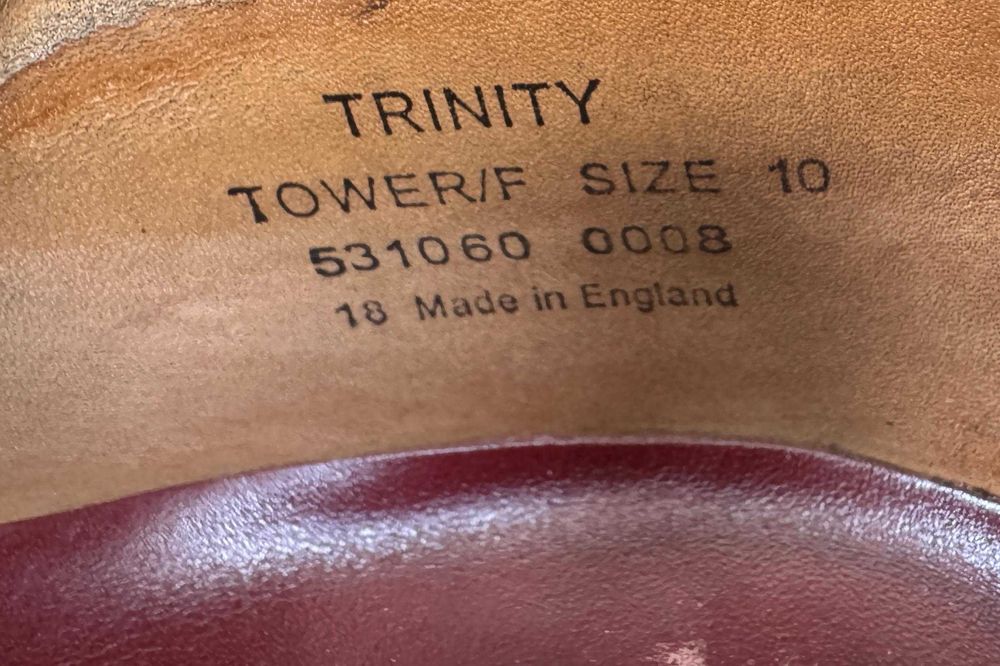 TRINITY
TOWER/F SIZE 10
531060 0008
18 Made in England